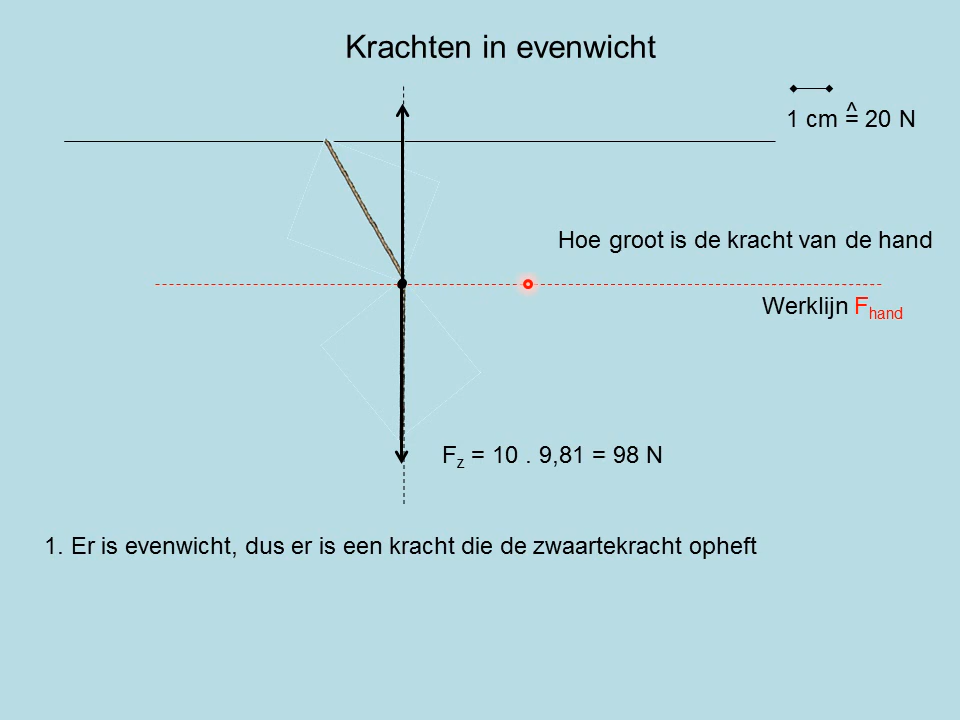 Krachten in evenwicht
1 cm ≙ 20 N
Hoe groot is de kracht van de hand
Werklijn Fhand
Fz = 10 . 9,81 = 98 N
1. Er is evenwicht, dus er is een kracht die de zwaartekracht opheft